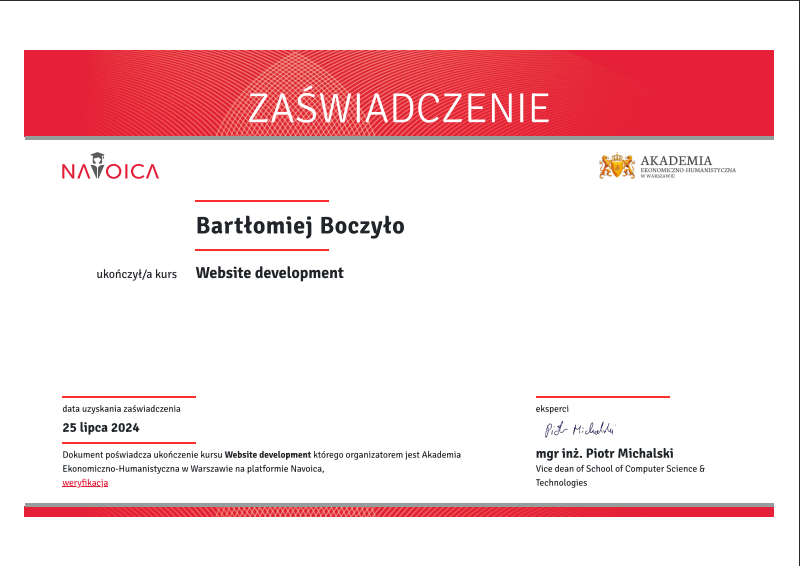 ZAŚWIADCZENIE
NAVOICA
AKADEMIA
EKONOMICZNO-HUMANISTYCZNA
W WARSZAWIE
Bartłomiej Boczyło
ukończył/a kurs Website development
data uzyskania zaświadczenia
25 lipca 2024
Dokument poświadcza ukończenie kursu Website development którego organizatorem jest Akademia
Ekonomiczno-Humanistyczna w Warszawie na platformie Navoica,
weryfikacja
eksperci
Piotr Michalski
mgr inż. Piotr Michalski
Vice dean of School of Computer Science &
Technologies